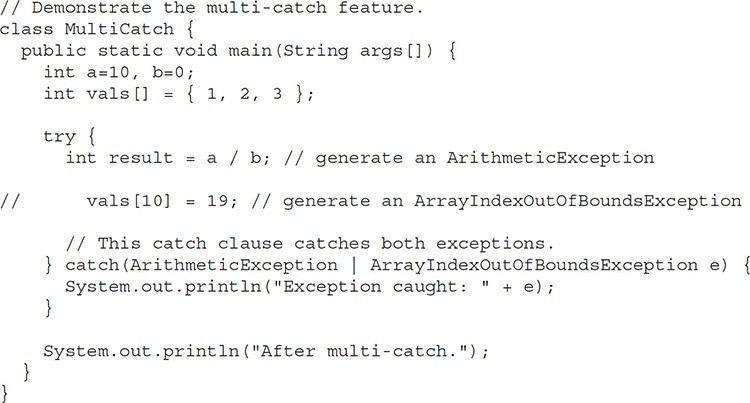 // Demonstrate the multi-catch feature.
class MultiCatch {
  public static void main(String args[]) {
    int a=10, b=0;
    int vals[] = { 1, 2, 3 };

    try {
      int result = a / b; // generate an ArithmeticException

//      vals[10] = 19; // generate an ArrayIndexOutOfBoundsException

      // This catch clause catches both exceptions.
    } catch(ArithmeticException | ArrayIndexOutOfBoundsException e) {
      System.out.println("Exception caught: " + e);
    }

    System.out.println("After multi-catch.");
  }
}